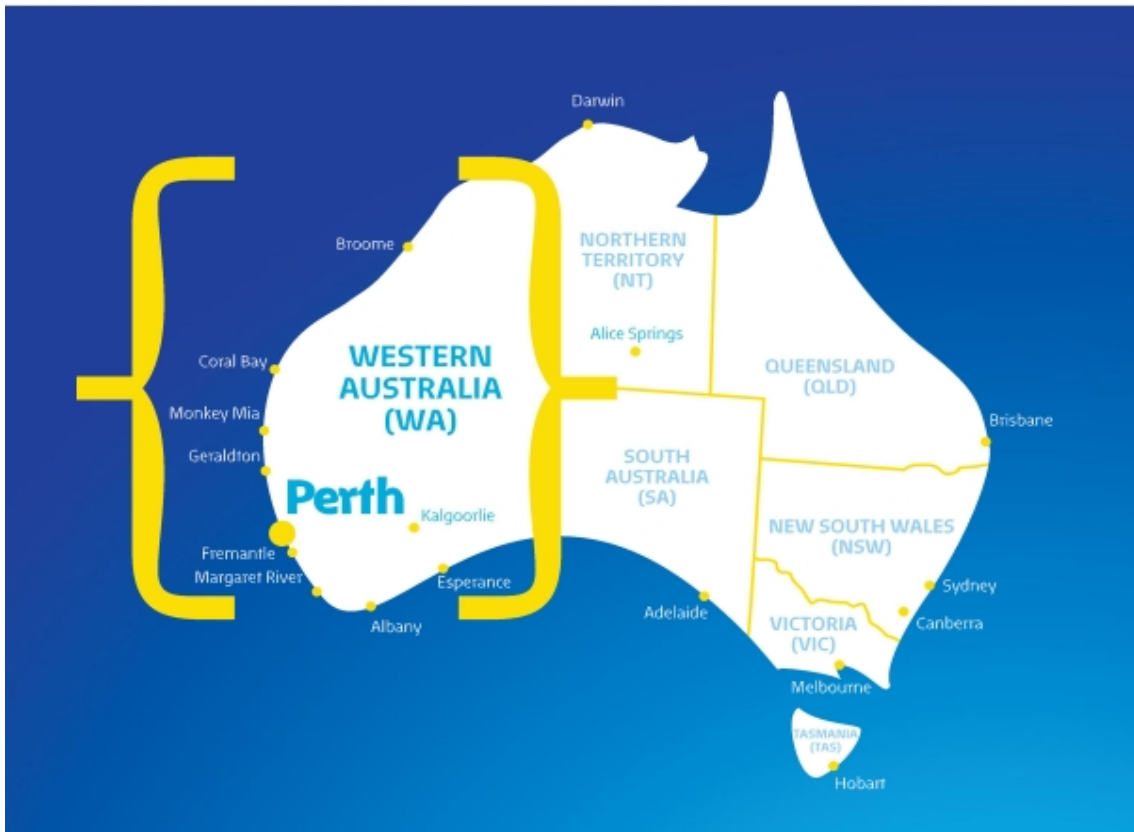 Darwin
Broome
NORTHERN
TERRITORY
(NT)
Alice Springs
Coral Bay
WESTERN
AUSTRALIA
(WA)
QUEENSLAND
(QLD)
Monkey Mia
Brisbane
Geraldton
SOUTH
AUSTRALIA
(SA)
Perth
Kalgoorlie
NEW SOUTH WALES
(NSW)
Fremantle
Margaret River
Esperance
Sydney
Adelaide
Albany
VICTORIA
(VIC)
Canberra
Melbourne
TASMANIA
(TAS)
Hobart